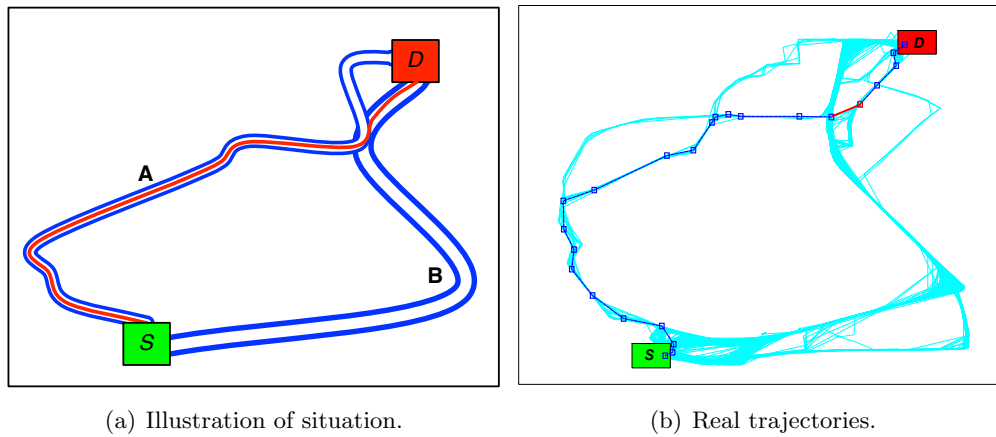 D
A
B
S
D
S
(a) Illustration of situation.
(b) Real trajectories.